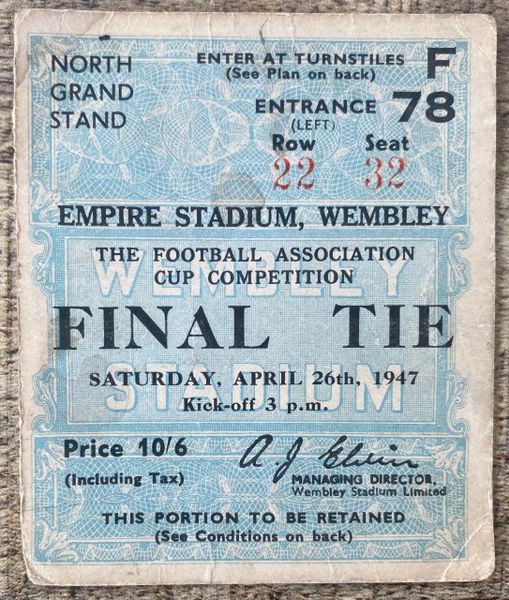 NORTH
GRAND
STAND
ENTER AT TURNSTILES F
(See Plan on back)
ENTRANCE 78
(LEFT)
Row Seat
22 32
EMPIRE STADIUM, WEMBLEY
THE FOOTBALL ASSOCIATION
CUP COMPETITION
WEMBLEY
FINAL TIE
SATURDAY, APRIL 26th, 1947
STADIUM
Kick-off 3 p.m.
Price 10/6
(Including Tax)
A. J. Elvin
MANAGING DIRECTOR,
Wembley Stadium Limited
THIS PORTION TO BE RETAINED
(See Conditions on back)